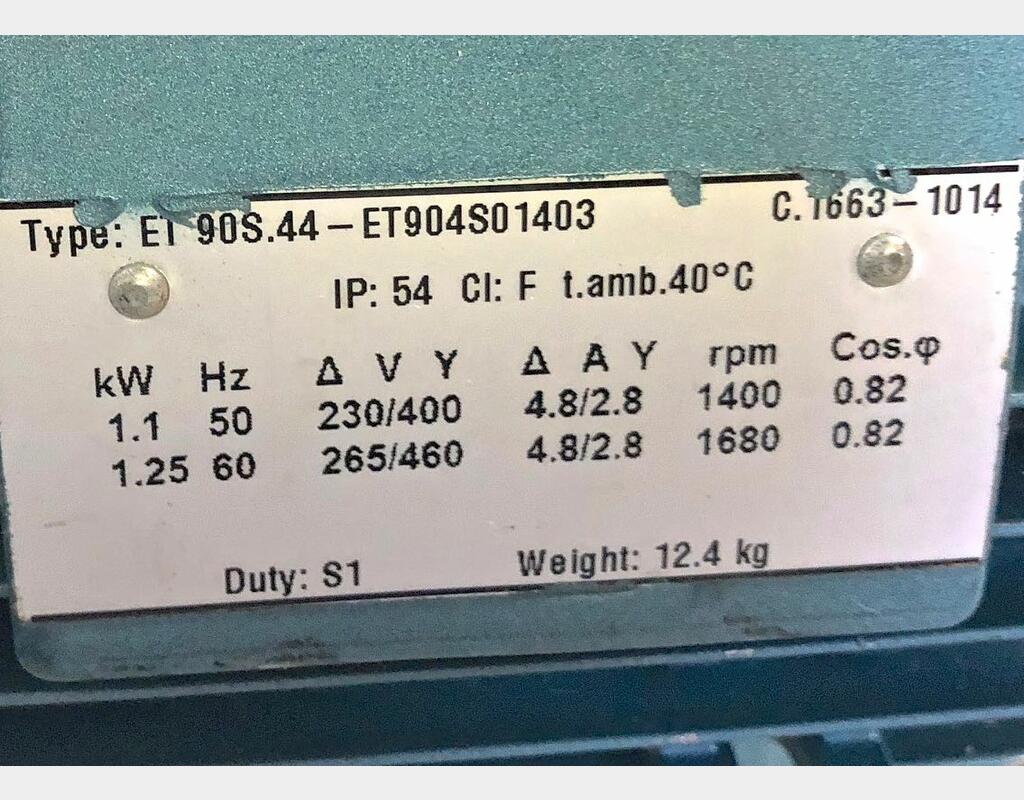 Type: ET 90S.44-ET904S01403 C.1663-1014
IP: 54 Cl: F t.amb.40°C
kW Hz Δ V Y Δ A Y rpm Cos.φ
1.1 50 230/400 4.8/2.8 1400 0.82
1.25 60 265/460 4.8/2.8 1680 0.82
Duty: S1 Weight: 12.4 kg